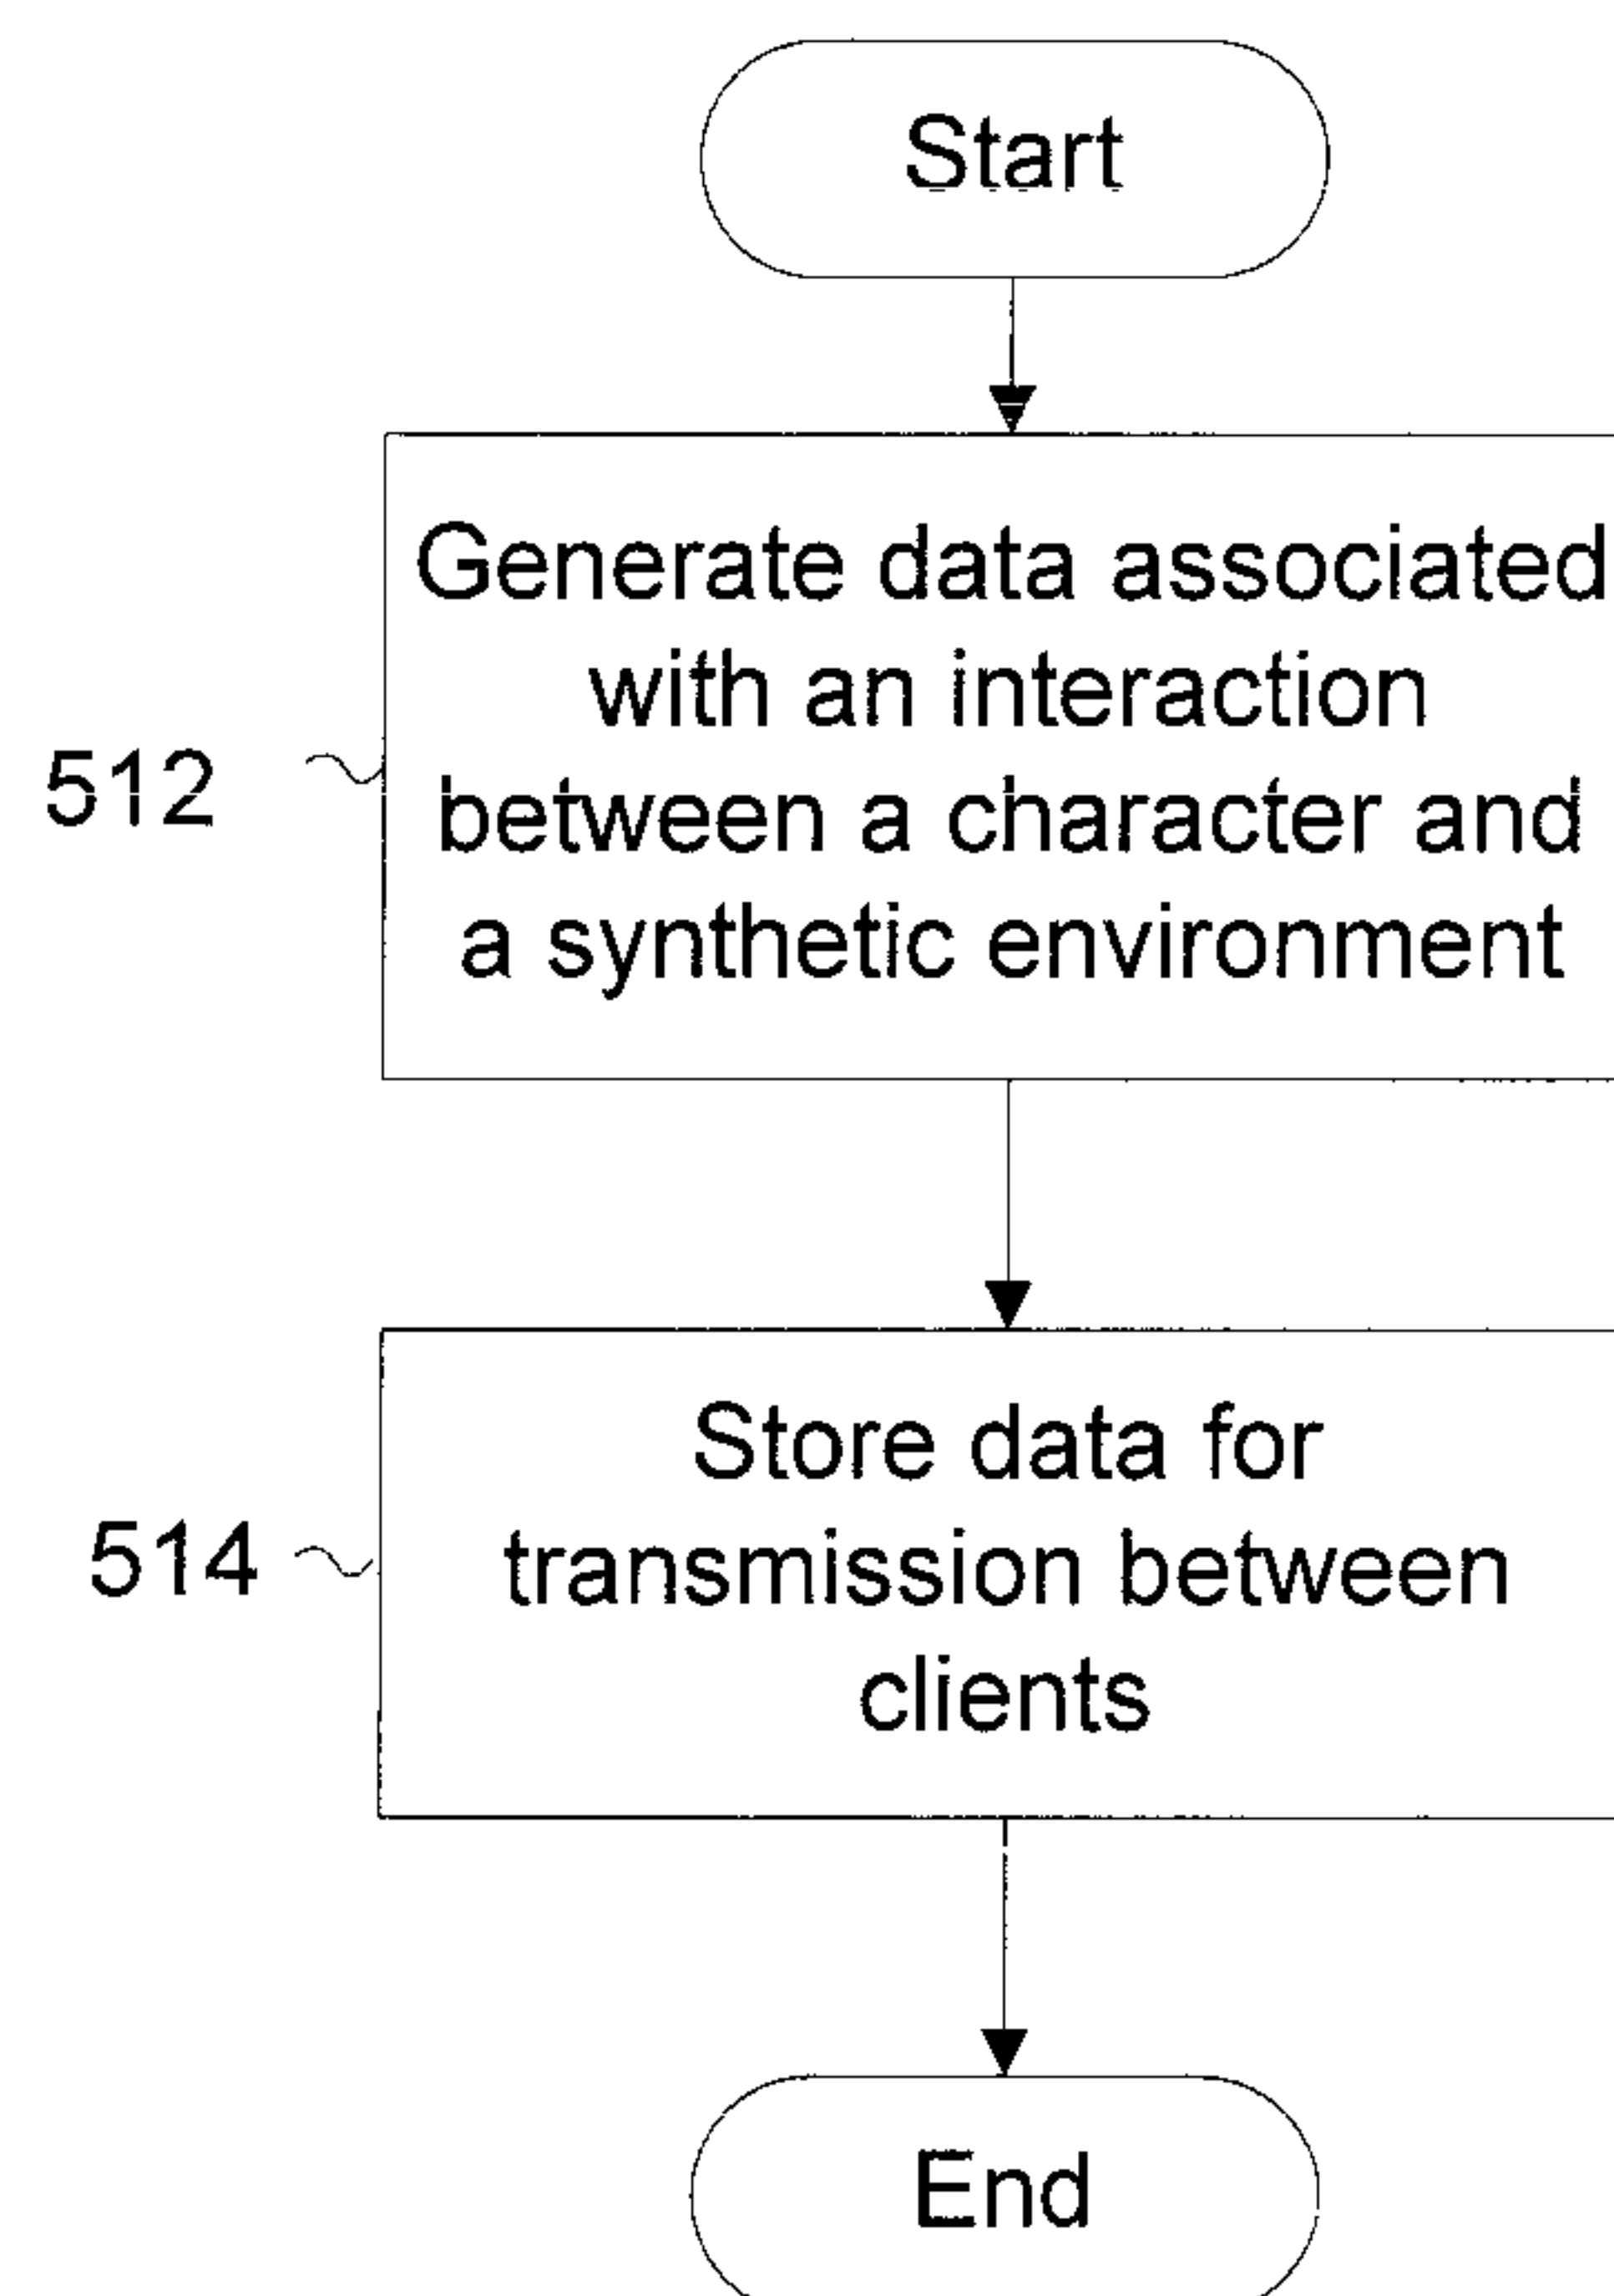 Start
Generate data associated
with an interaction
between a character and
a synthetic environment
512
Store data for
transmission between
clients
514
End